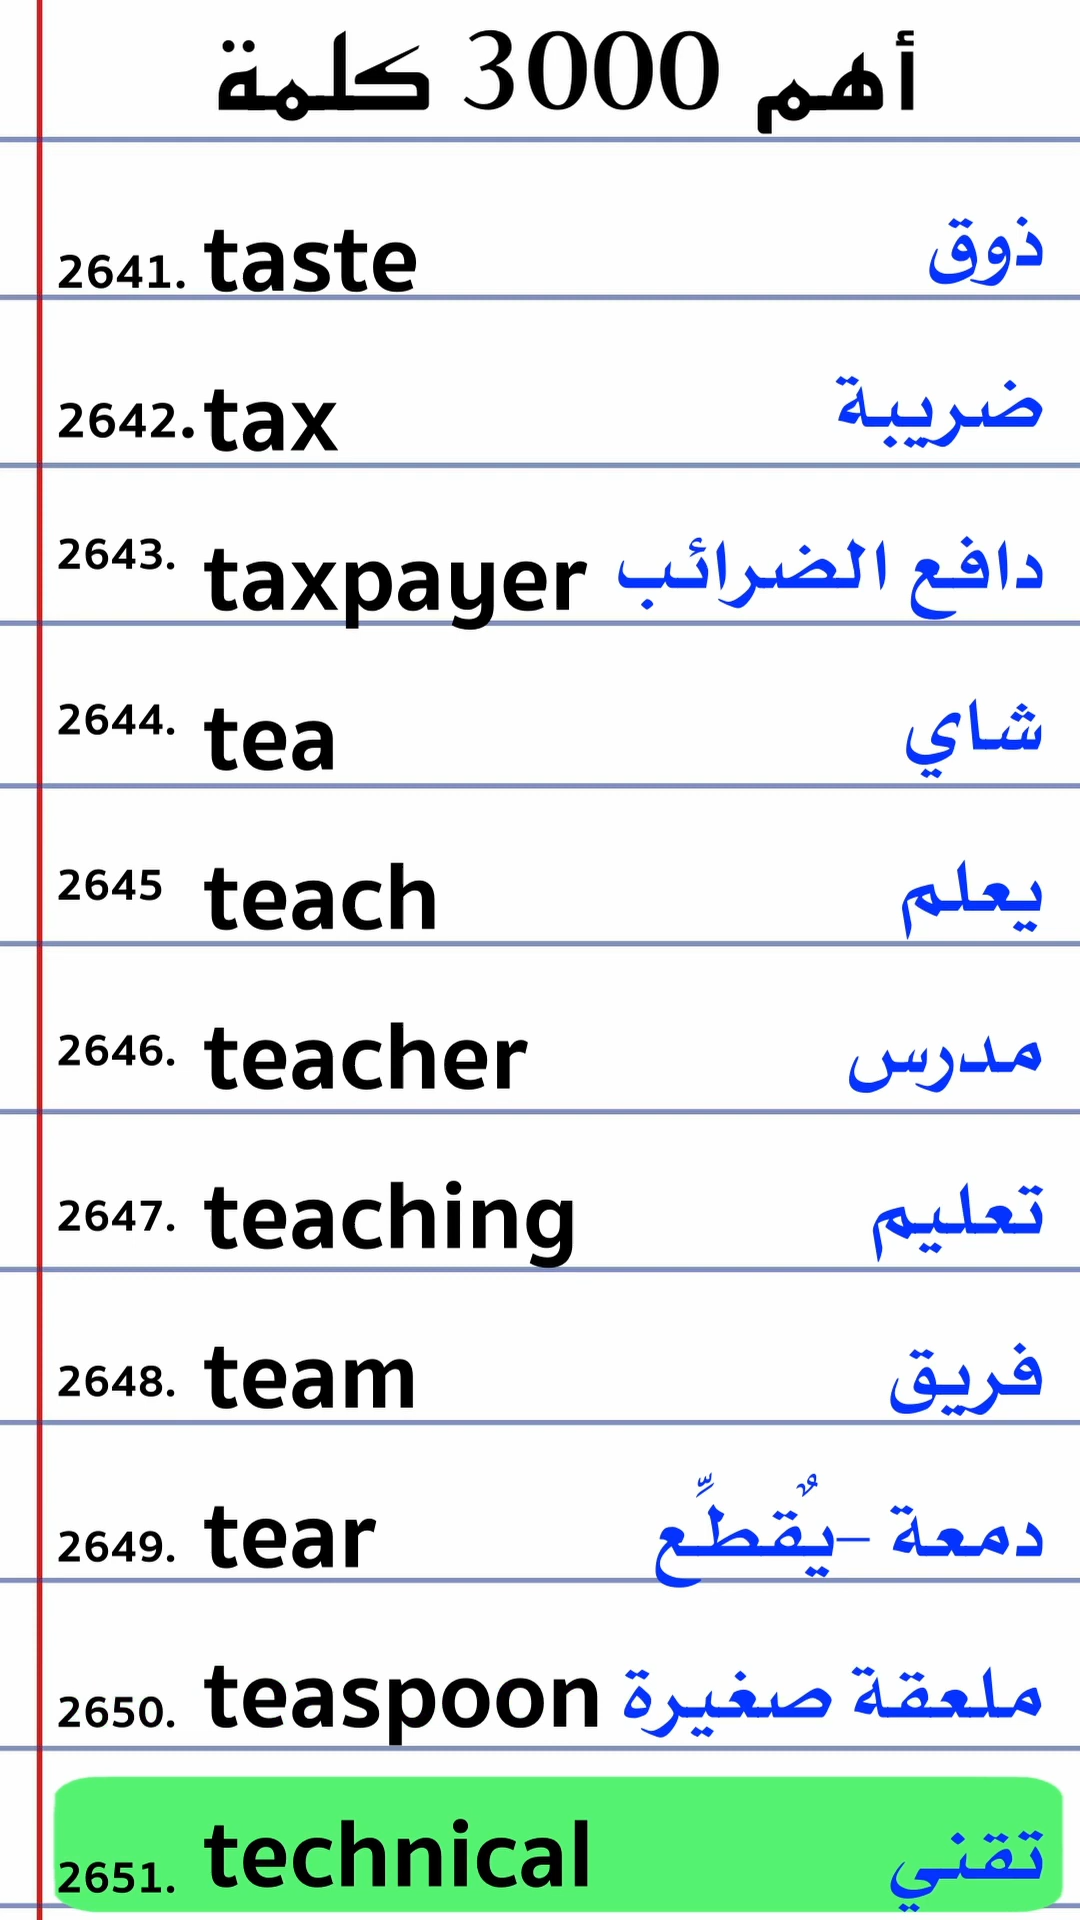 أهم 3000 كلمة
2641. taste ذوق
2642. tax ضريبة
2643. taxpayer دافع الضرائب
2644. tea شاي
2645 teach يعلم
2646. teacher مدرس
2647. teaching تعليم
2648. team فريق
2649. tear دمعة -يٌقطِّع
2650. teaspoon ملعقة صغيرة
2651. technical تقني